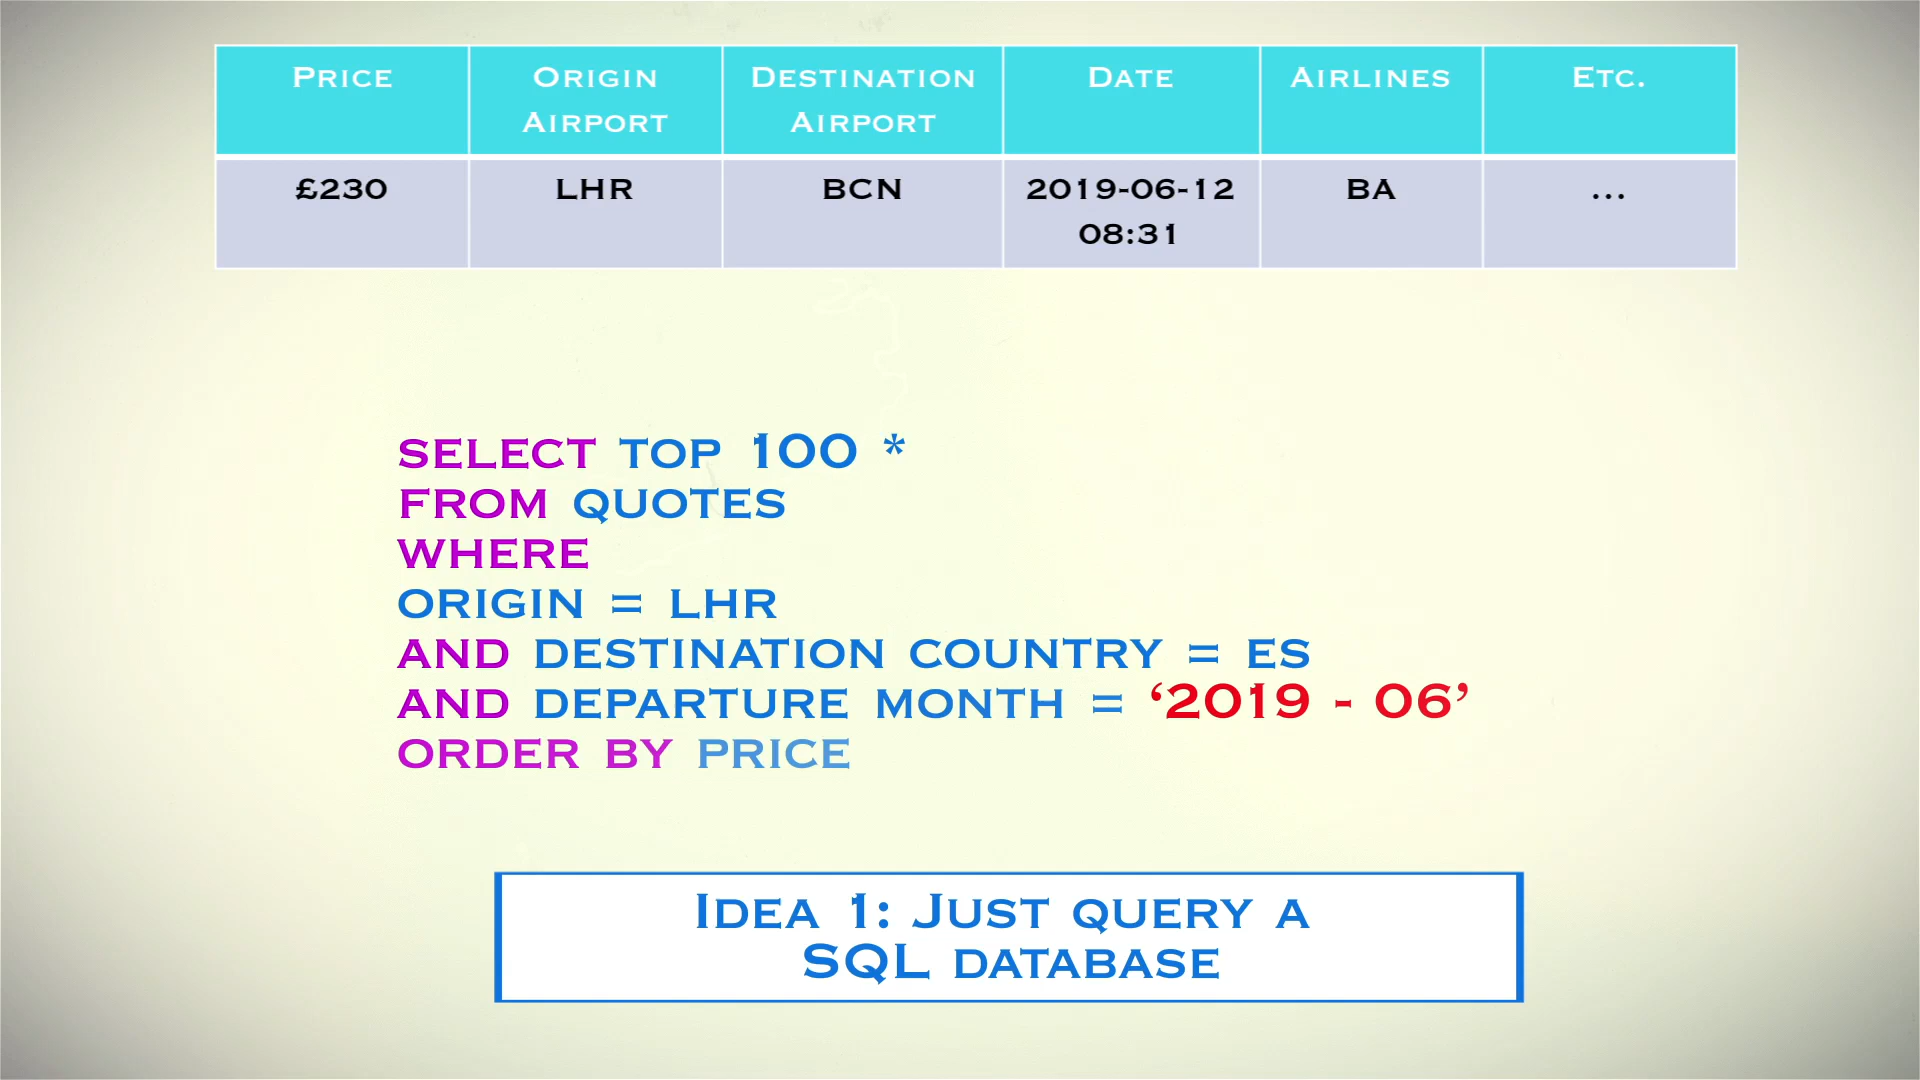 PRICE ORIGIN AIRPORT DESTINATION AIRPORT DATE AIRLINES ETC.
£230 LHR BCN 2019-06-12 08:31 BA ...
SELECT TOP 100 *
FROM QUOTES
WHERE
ORIGIN = LHR
AND DESTINATION COUNTRY = ES
AND DEPARTURE MONTH = ‘2019 - 06’
ORDER BY PRICE
IDEA 1: JUST QUERY A
SQL DATABASE